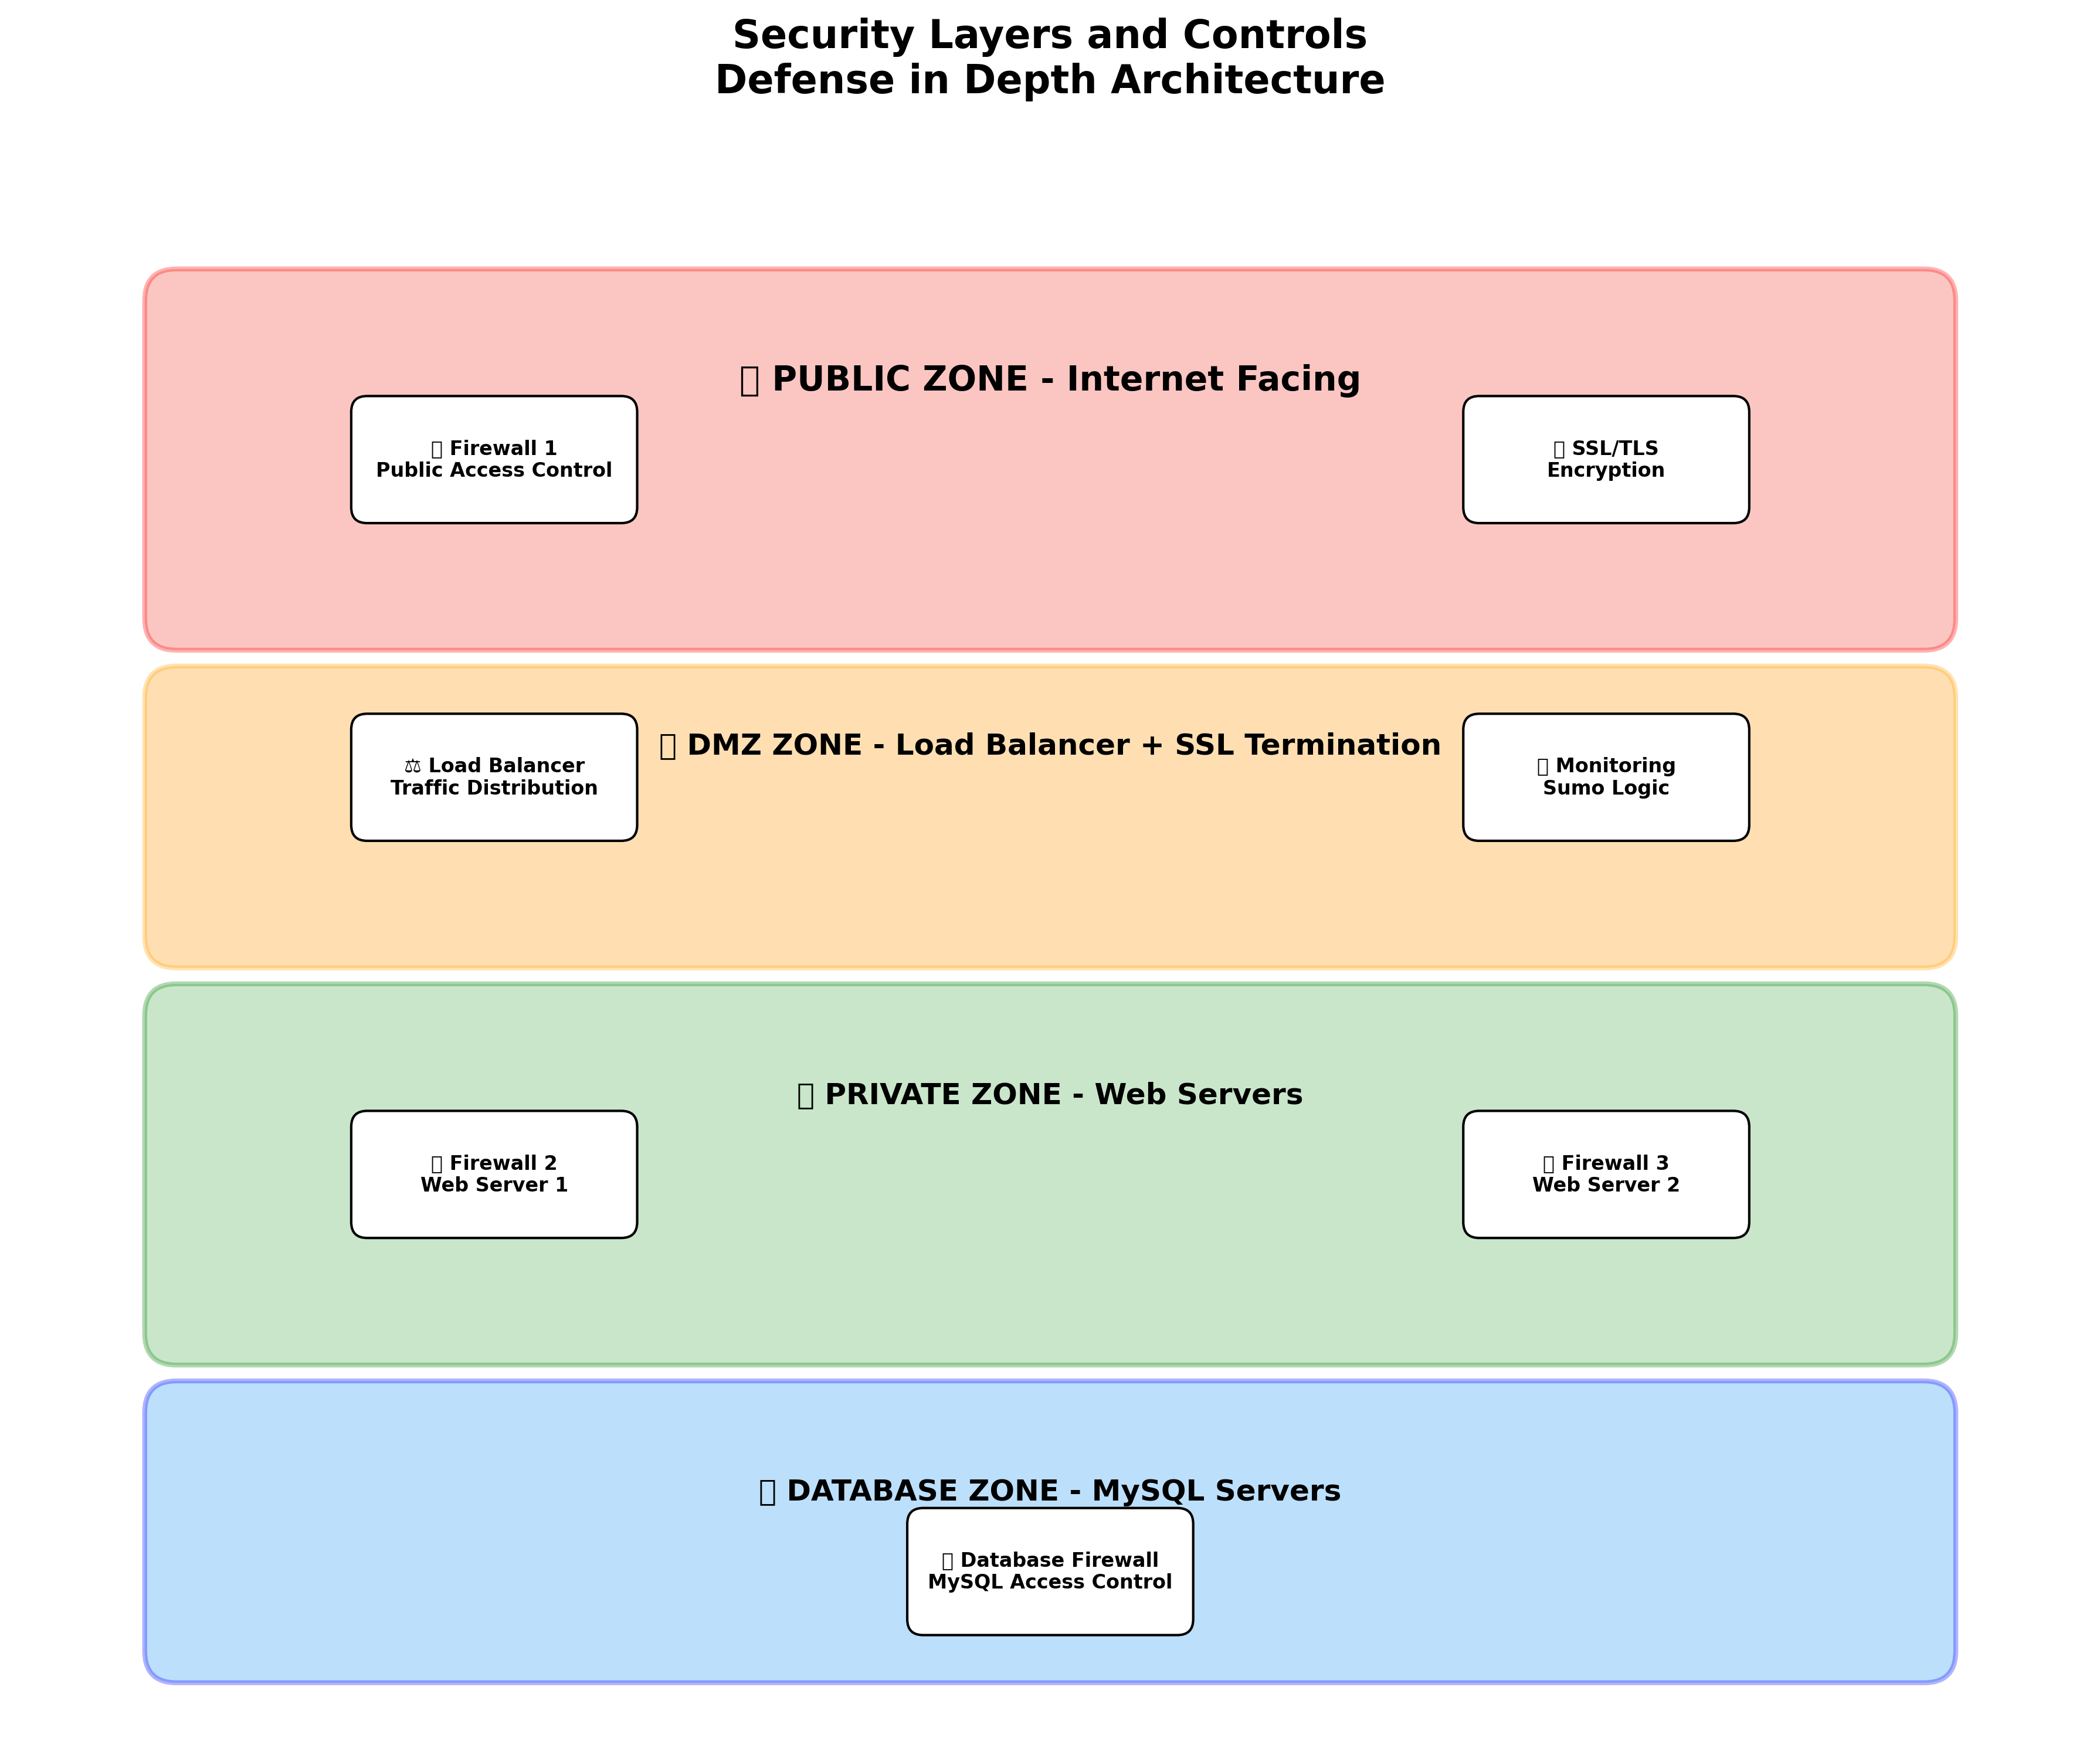 Security Layers and Controls
Defense in Depth Architecture
PUBLIC ZONE - Internet Facing
Firewall 1
Public Access Control
SSL/TLS
Encryption
DMZ ZONE - Load Balancer + SSL Termination
⚖ Load Balancer
Traffic Distribution
Monitoring
Sumo Logic
PRIVATE ZONE - Web Servers
Firewall 2
Web Server 1
Firewall 3
Web Server 2
DATABASE ZONE - MySQL Servers
Database Firewall
MySQL Access Control